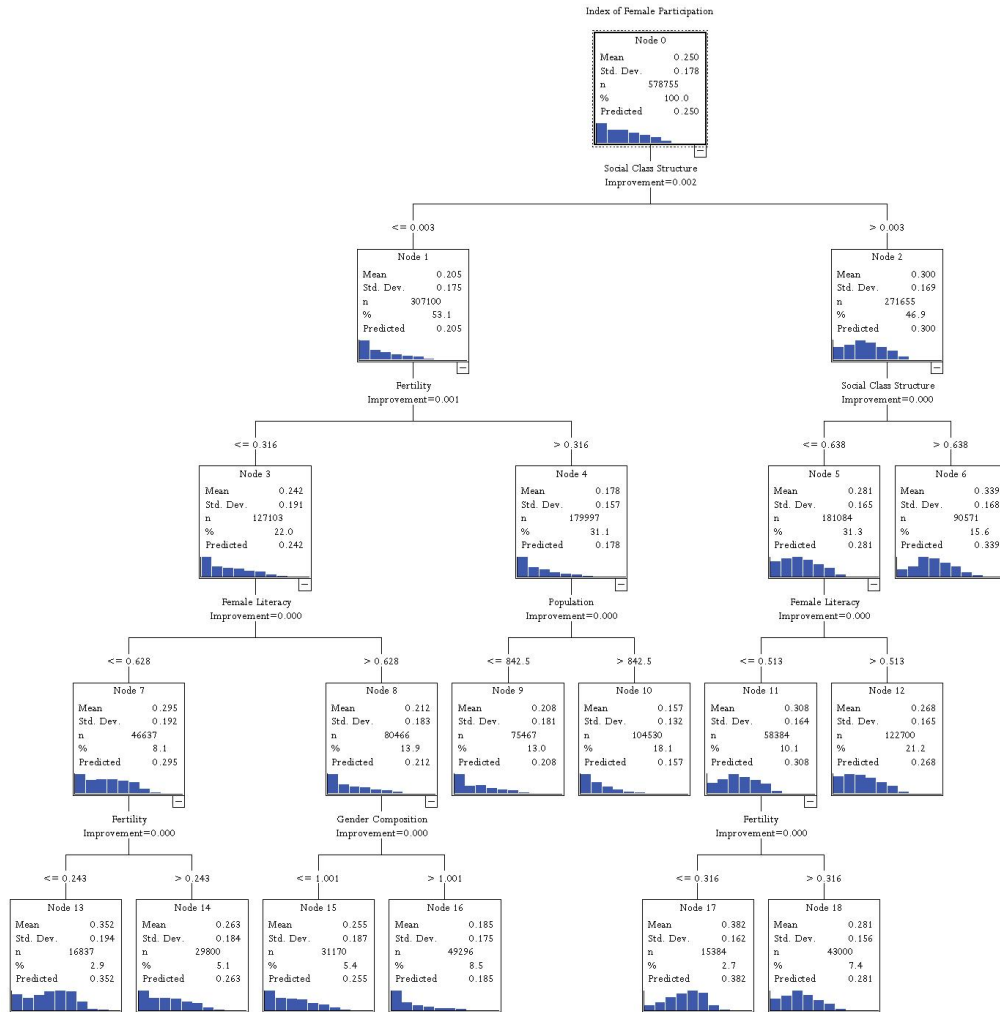 Index of Female Participation
Node 0
Mean 0.250
Std. Dev. 0.178
n 578755
% 100.0
Predicted 0.250
Social Class Structure
Improvement=0.002
<= 0.003
> 0.003
Node 1
Mean 0.205
Std. Dev. 0.175
n 307100
% 53.1
Predicted 0.205
Node 2
Mean 0.300
Std. Dev. 0.169
n 271655
% 46.9
Predicted 0.300
Fertility
Improvement=0.001
Social Class Structure
Improvement=0.000
<= 0.316
> 0.316
<= 0.638
> 0.638
Node 3
Mean 0.242
Std. Dev. 0.191
n 127103
% 22.0
Predicted 0.242
Node 4
Mean 0.178
Std. Dev. 0.157
n 179997
% 31.1
Predicted 0.178
Node 5
Mean 0.281
Std. Dev. 0.165
n 181084
% 31.3
Predicted 0.281
Node 6
Mean 0.339
Std. Dev. 0.168
n 90571
% 15.6
Predicted 0.339
Female Literacy
Improvement=0.000
Population
Improvement=0.000
Female Literacy
Improvement=0.000
<= 0.628
> 0.628
<= 842.5
> 842.5
<= 0.513
> 0.513
Node 7
Mean 0.295
Std. Dev. 0.192
n 46637
% 8.1
Predicted 0.295
Node 8
Mean 0.212
Std. Dev. 0.183
n 80466
% 13.9
Predicted 0.212
Node 9
Mean 0.208
Std. Dev. 0.181
n 75467
% 13.0
Predicted 0.208
Node 10
Mean 0.157
Std. Dev. 0.132
n 104530
% 18.1
Predicted 0.157
Node 11
Mean 0.308
Std. Dev. 0.164
n 58384
% 10.1
Predicted 0.308
Node 12
Mean 0.268
Std. Dev. 0.165
n 122700
% 21.2
Predicted 0.268
Fertility
Improvement=0.000
Gender Composition
Improvement=0.000
Fertility
Improvement=0.000
<= 0.243
> 0.243
<= 1.001
> 1.001
<= 0.316
> 0.316
Node 13
Mean 0.352
Std. Dev. 0.194
n 16837
% 2.9
Predicted 0.352
Node 14
Mean 0.263
Std. Dev. 0.184
n 29800
% 5.1
Predicted 0.263
Node 15
Mean 0.255
Std. Dev. 0.187
n 31170
% 5.4
Predicted 0.255
Node 16
Mean 0.185
Std. Dev. 0.175
n 49296
% 8.5
Predicted 0.185
Node 17
Mean 0.382
Std. Dev. 0.162
n 15384
% 2.7
Predicted 0.382
Node 18
Mean 0.281
Std. Dev. 0.156
n 43000
% 7.4
Predicted 0.281